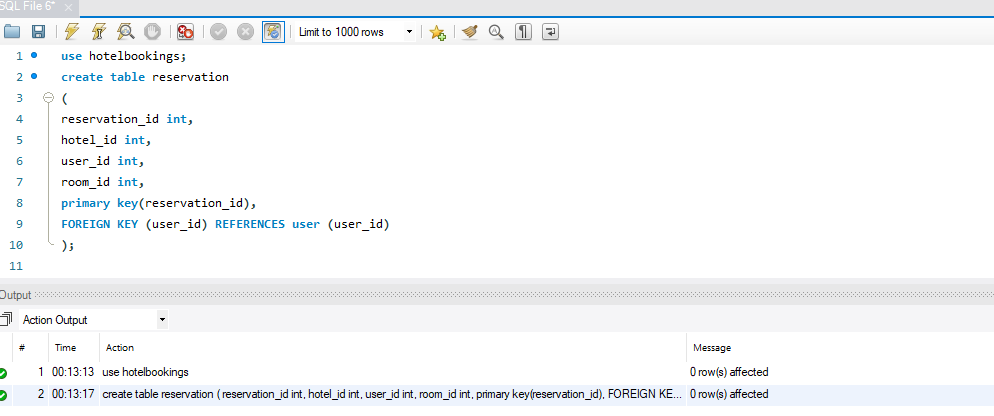 SQL File 6*
Limit to 1000 rows
1 use hotelbookings;
2 create table reservation
3 (
4 reservation_id int,
5 hotel_id int,
6 user_id int,
7 room_id int,
8 primary key(reservation_id),
9 FOREIGN KEY (user_id) REFERENCES user (user_id)
10 );
11
Output
Action Output
# Time Action Message
1 00:13:13 use hotelbookings 0 row(s) affected
2 00:13:17 create table reservation ( reservation_id int, hotel_id int, user_id int, room_id int, primary key(reservation_id), FOREIGN KE... 0 row(s) affected